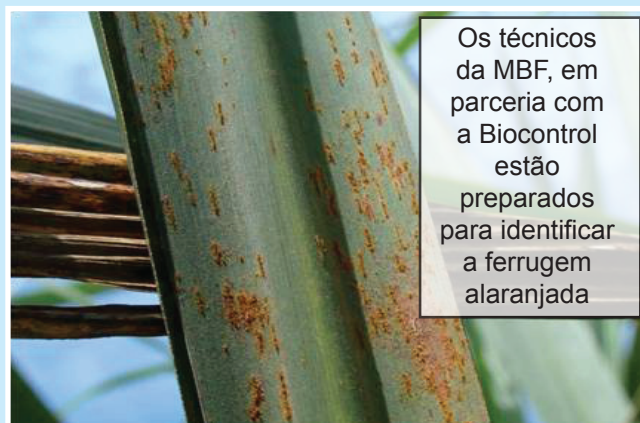 Os técnicos
da MBF, em
parceria com
a Biocontrol
estão
preparados
para identificar
a ferrugem
alaranjada